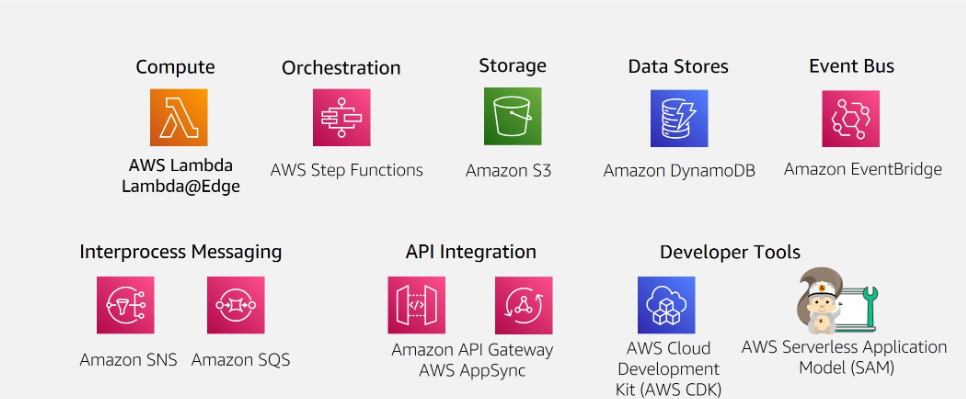 Compute
Orchestration
Storage
Data Stores
Event Bus
AWS Lambda
Lambda@Edge
AWS Step Functions
Amazon S3
Amazon DynamoDB
Amazon EventBridge
Interprocess Messaging
API Integration
Developer Tools
Amazon SNS
Amazon SQS
Amazon API Gateway
AWS AppSync
AWS Cloud
Development
Kit (AWS CDK)
AWS Serverless Application
Model (SAM)